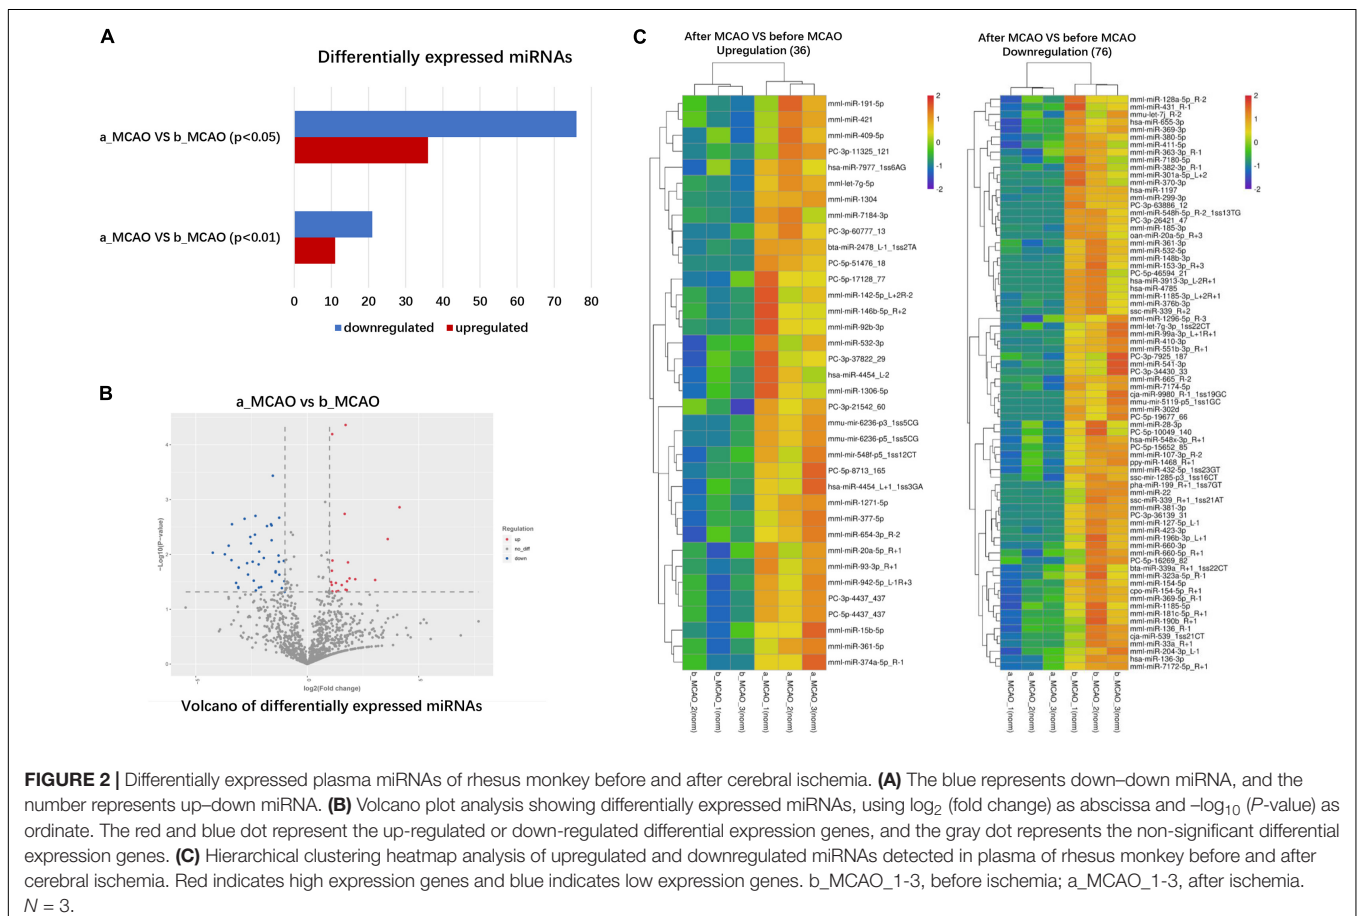 A
Differentially expressed miRNAs
a_MCAO VS b_MCAO (p<0.05)
a_MCAO VS b_MCAO (p<0.01)
0 10 20 30 40 50 60 70 80
downregulated upregulated
B
a_MCAO vs b_MCAO
−Log10(P−value)
4
3
2
1
0
log2(Fold change)
Regulation
up
no_diff
down
Volcano of differentially expressed miRNAs
C
After MCAO VS before MCAO
Upregulation (36)
2
1
0
-1
-2
mml-miR-191-5p
mml-miR-421
mml-miR-409-5p
PC-3p-11325_121
hsa-miR-7977_1ss6AG
mml-let-7g-5p
mml-miR-1304
mml-miR-7184-3p
PC-3p-60777_13
bta-miR-2478_L-1_1ss2TA
PC-5p-51476_18
PC-5p-17128_77
mml-miR-142-5p_L+2R-2
mml-miR-146b-5p_R+2
mml-miR-92b-3p
mml-miR-532-3p
PC-3p-37822_29
hsa-miR-4454_L-2
mml-miR-1306-5p
PC-3p-21542_60
mmu-mir-6236-p3_1ss5CG
mmu-mir-6236-p5_1ss5CG
mml-mir-548f-p5_1ss12CT
PC-5p-8713_165
hsa-miR-4454_L+1_1ss3GA
mml-miR-1271-5p
mml-miR-377-5p
mml-miR-654-3p_R-2
mml-miR-20a-5p_R+1
mml-miR-93-3p_R+1
mml-miR-942-5p_L-1R+3
PC-3p-4437_437
PC-5p-4437_437
mml-miR-15b-5p
mml-miR-361-5p
mml-miR-374a-5p_R-1
b_MCAO_2(norm)
b_MCAO_1(norm)
b_MCAO_3(norm)
a_MCAO_1(norm)
a_MCAO_2(norm)
a_MCAO_3(norm)
After MCAO VS before MCAO
Downregulation (76)
2
1
0
-1
-2
mml-miR-128a-5p_R-2
mml-miR-431_R-1
mmu-let-7j_R-2
hsa-miR-655-3p
mml-miR-369-3p
mml-miR-380-5p
mml-miR-411-5p
mml-miR-363-3p_R-1
mml-miR-7180-5p
mml-miR-382-3p_R-1
mml-miR-301a-5p_L+2
mml-miR-370-3p
hsa-miR-1197
mml-miR-299-3p
PC-3p-63886_12
mml-miR-548h-5p_R-2_1ss13TG
PC-3p-26421_47
mml-miR-185-3p
oan-miR-20a-5p_R+3
mml-miR-361-3p
mml-miR-532-5p
mml-miR-148b-3p
mml-miR-153-3p_R+3
PC-5p-46594_21
hsa-miR-3913-3p_L-2R+1
hsa-miR-4785
mml-miR-1185-3p_L+2R+1
mml-miR-376b-3p
ssc-miR-339_R+2
mml-miR-1296-5p_R-3
mml-let-7g-3p_1ss22CT
mml-miR-99a-3p_L+1R+1
mml-miR-410-3p
mml-miR-551b-3p_R+1
PC-3p-7925_187
mml-miR-541-3p
PC-3p-34430_33
mml-miR-665_R-2
mml-miR-7174-5p
cja-miR-9980_R-1_1ss19GC
mmu-mir-5119-p5_1ss1GC
mml-miR-302d
PC-5p-19677_66
mml-miR-28-3p
PC-5p-10049_140
hsa-miR-548x-3p_R+1
PC-5p-15652_85
mml-miR-107-3p_R-2
ppy-miR-1468_R+1
mml-miR-432-5p_1ss23GT
ssc-mir-1285-p3_1ss16CT
pha-miR-199_R+1_1ss7GT
mml-miR-22
ssc-miR-339_R+1_1ss21AT
mml-miR-381-3p
PC-3p-36139_31
mml-miR-127-5p_L-1
mml-miR-423-3p
mml-miR-196b-3p_L+1
mml-miR-660-3p
mml-miR-660-5p_R+1
PC-5p-16269_82
bta-miR-339a_R+1_1ss22CT
mml-miR-323a-5p_R-1
mml-miR-154-5p
cpo-miR-154-5p_R+1
mml-miR-369-5p_R-1
mml-miR-1185-5p
mml-miR-181c-5p_R+1
mml-miR-190b_R+1
mml-miR-136_R-1
cja-miR-539_1ss21CT
mml-miR-33a_R+1
mml-miR-204-3p_L-1
hsa-miR-136-3p
mml-miR-7172-5p_R+1
a_MCAO_1(norm)
a_MCAO_2(norm)
a_MCAO_3(norm)
b_MCAO_1(norm)
b_MCAO_2(norm)
b_MCAO_3(norm)
FIGURE 2 | Differentially expressed plasma miRNAs of rhesus monkey before and after cerebral ischemia. (A) The blue represents down–down miRNA, and the
number represents up–down miRNA. (B) Volcano plot analysis showing differentially expressed miRNAs, using log2 (fold change) as abscissa and –log10 (P-value) as
ordinate. The red and blue dot represent the up-regulated or down-regulated differential expression genes, and the gray dot represents the non-significant differential
expression genes. (C) Hierarchical clustering heatmap analysis of upregulated and downregulated miRNAs detected in plasma of rhesus monkey before and after
cerebral ischemia. Red indicates high expression genes and blue indicates low expression genes. b_MCAO_1-3, before ischemia; a_MCAO_1-3, after ischemia.
N = 3.